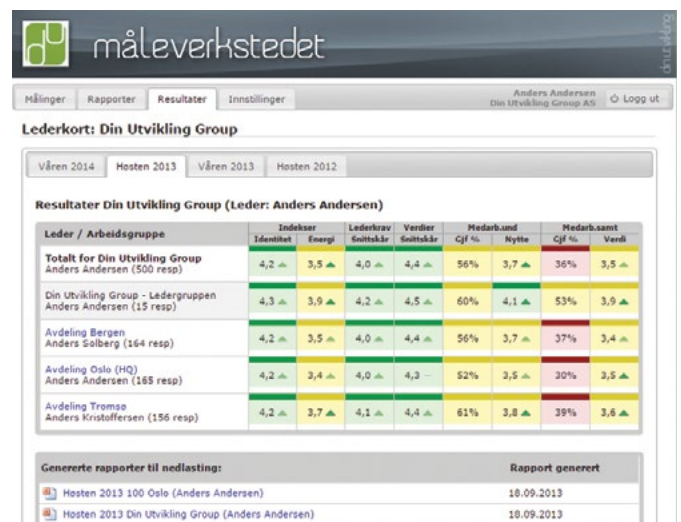 du måleverkstedet
dinutvikling
Målinger Rapporter Resultater Innstillinger Anders Andersen
Din Utvikling Group AS Logg ut
Lederkort: Din Utvikling Group
Våren 2014 Høsten 2013 Våren 2013 Høsten 2012
Resultater Din Utvikling Group (Leder: Anders Andersen)
Leder / Arbeidsgruppe Indekser Lederkrav Verdier Medarb.und Medarb.samt
Identitet Energi Snittskår Snittskår Gjf % Nytte Gjf % Verdi
Totalt for Din Utvikling Group
Anders Andersen (500 resp) 4,2 3,5 4,0 4,4 56% 3,7 36% 3,5
Din Utvikling Group - Ledergruppen
Anders Andersen (15 resp) 4,3 3,9 4,2 4,5 60% 4,1 53% 3,9
Avdeling Bergen
Anders Solberg (164 resp) 4,2 3,5 4,0 4,4 56% 3,7 37% 3,4
Avdeling Oslo (HQ)
Anders Andersen (165 resp) 4,2 3,4 4,0 4,3 52% 3,5 30% 3,5
Avdeling Tromsø
Anders Kristoffersen (156 resp) 4,2 3,7 4,1 4,4 61% 3,8 39% 3,6
Genererte rapporter til nedlasting: Rapport generert
Høsten 2013 100 Oslo (Anders Andersen) 18.09.2013
Høsten 2013 Din Utvikling Group (Anders Andersen) 18.09.2013